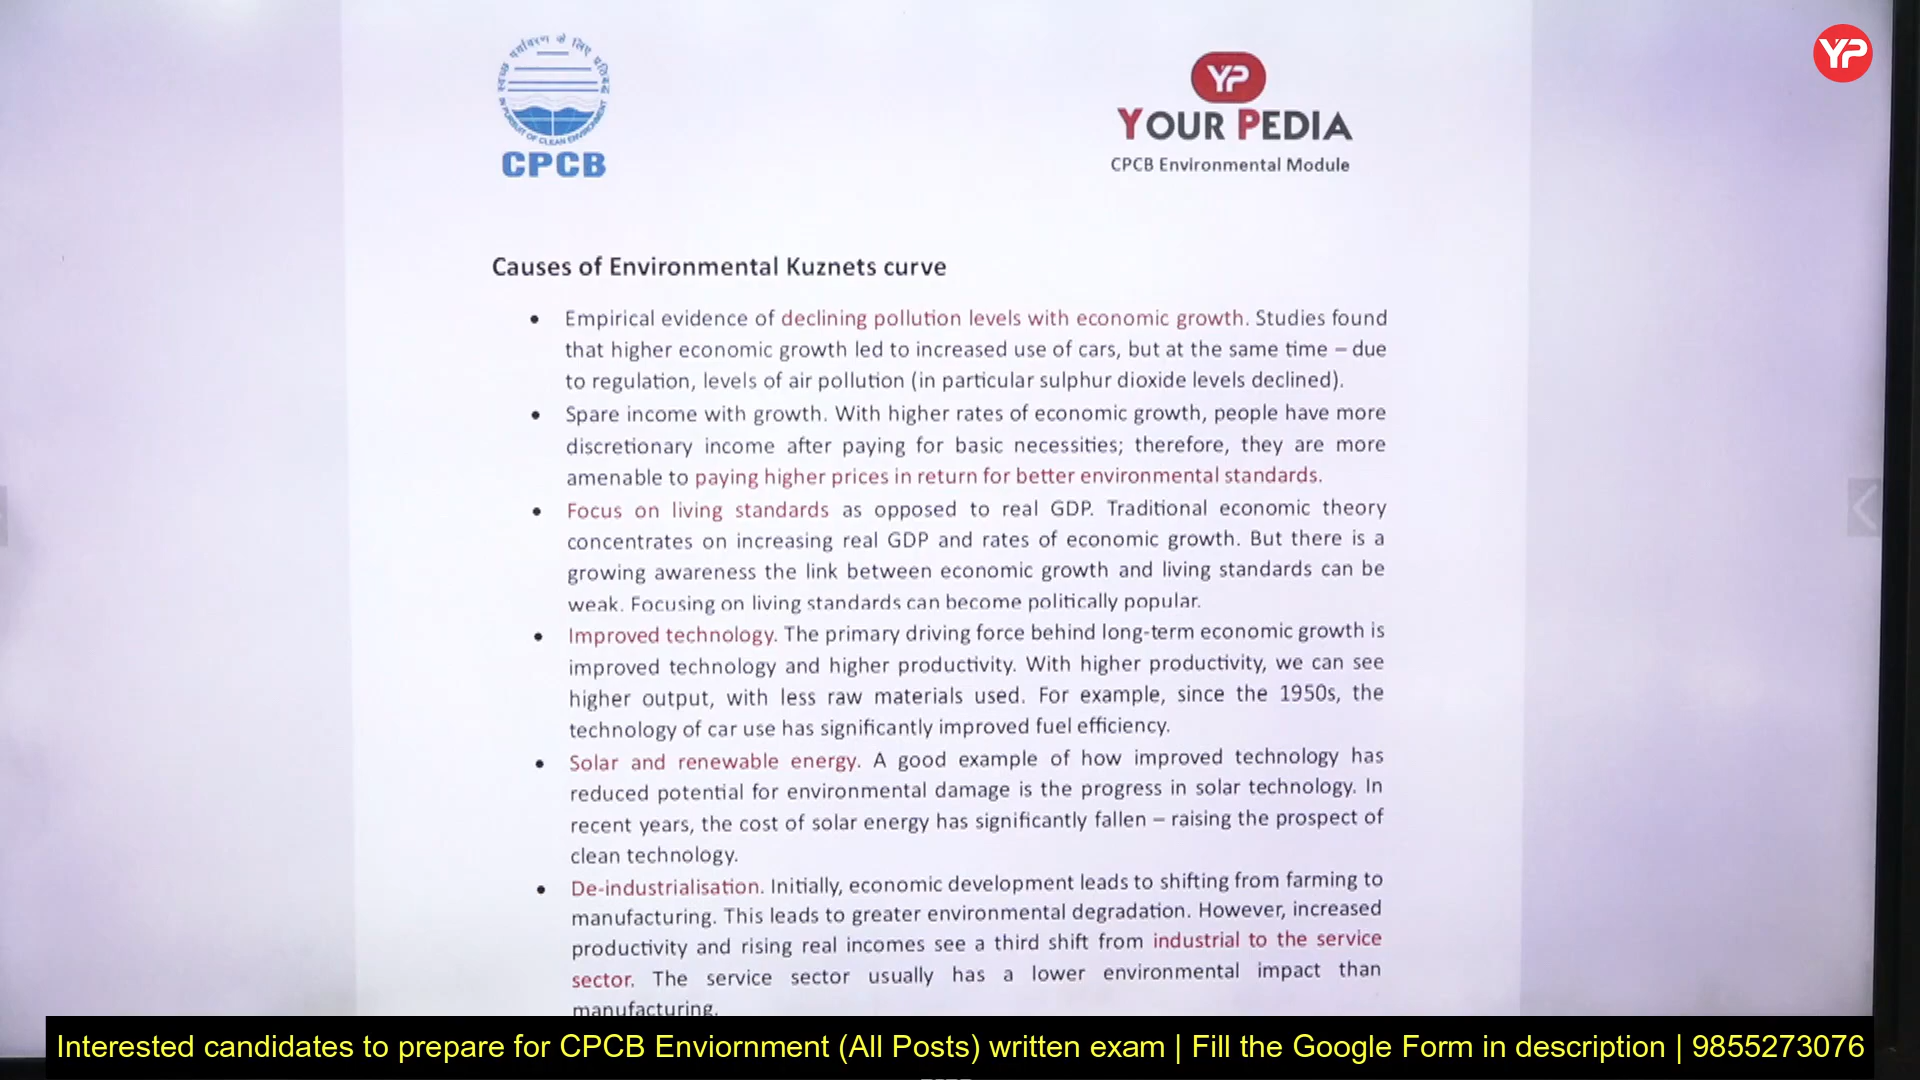 स्वच्छ पर्यावरण के लिए प्रतिबद्ध
IN PURSUIT OF CLEAN ENVIRONMENT
CPCB
YP
YP
YOUR PEDIA
CPCB Environmental Module
Causes of Environmental Kuznets curve
• Empirical evidence of declining pollution levels with economic growth. Studies found
that higher economic growth led to increased use of cars, but at the same time – due
to regulation, levels of air pollution (in particular sulphur dioxide levels declined).
• Spare income with growth. With higher rates of economic growth, people have more
discretionary income after paying for basic necessities; therefore, they are more
amenable to paying higher prices in return for better environmental standards.
• Focus on living standards as opposed to real GDP. Traditional economic theory
concentrates on increasing real GDP and rates of economic growth. But there is a
growing awareness the link between economic growth and living standards can be
weak. Focusing on living standards can become politically popular.
• Improved technology. The primary driving force behind long-term economic growth is
improved technology and higher productivity. With higher productivity, we can see
higher output, with less raw materials used. For example, since the 1950s, the
technology of car use has significantly improved fuel efficiency.
• Solar and renewable energy. A good example of how improved technology has
reduced potential for environmental damage is the progress in solar technology. In
recent years, the cost of solar energy has significantly fallen – raising the prospect of
clean technology.
• De-industrialisation. Initially, economic development leads to shifting from farming to
manufacturing. This leads to greater environmental degradation. However, increased
productivity and rising real incomes see a third shift from industrial to the service
sector. The service sector usually has a lower environmental impact than
manufacturing.
Interested candidates to prepare for CPCB Enviornment (All Posts) written exam | Fill the Google Form in description | 9855273076